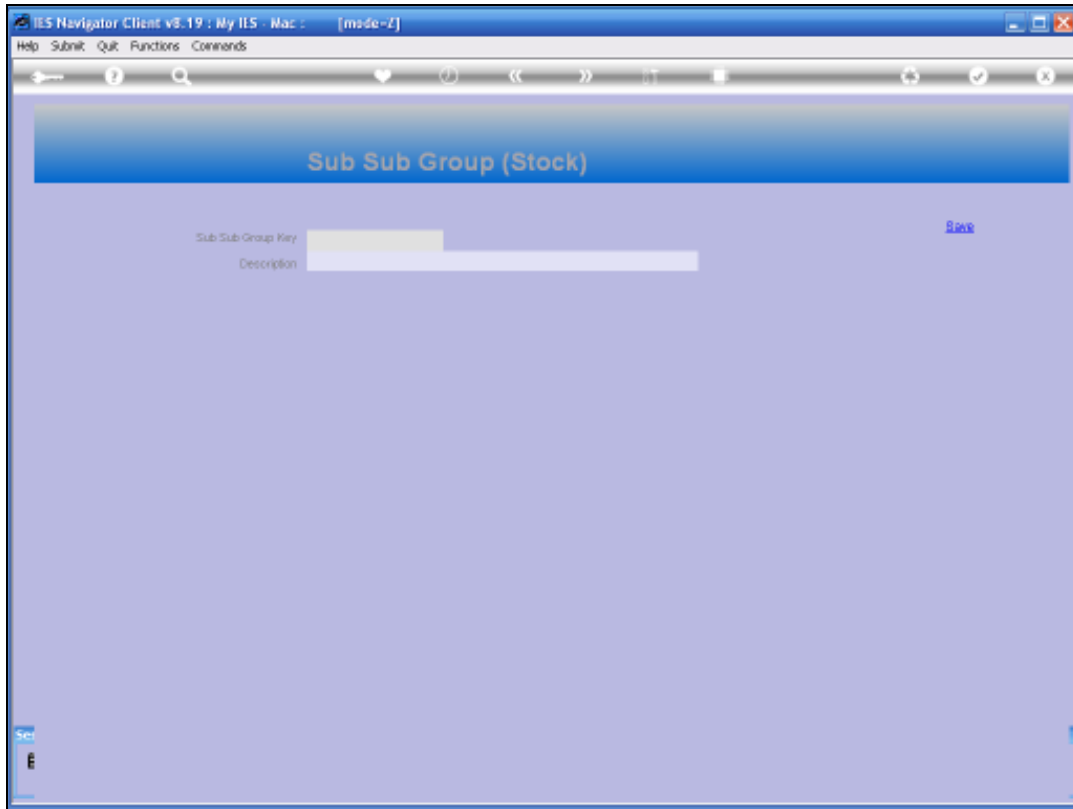 IES Navigator Client v8.19 : My IES - Mac : [mode=Z]
Help Submit Quit Functions Commands
Sub Sub Group (Stock)
Save
Sub Sub Group Key
Description